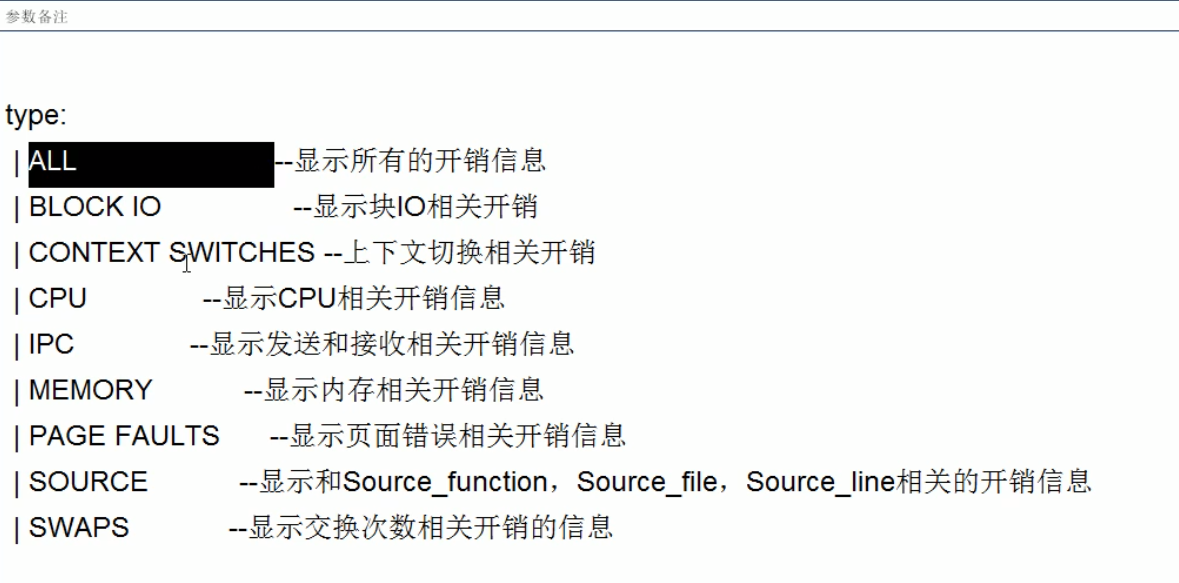 参数备注
type:
| ALL --显示所有的开销信息
| BLOCK IO --显示块IO相关开销
| CONTEXT SWITCHES --上下文切换相关开销
| CPU --显示CPU相关开销信息
| IPC --显示发送和接收相关开销信息
| MEMORY --显示内存相关开销信息
| PAGE FAULTS --显示页面错误相关开销信息
| SOURCE --显示和Source_function，Source_file，Source_line相关的开销信息
| SWAPS --显示交换次数相关开销的信息